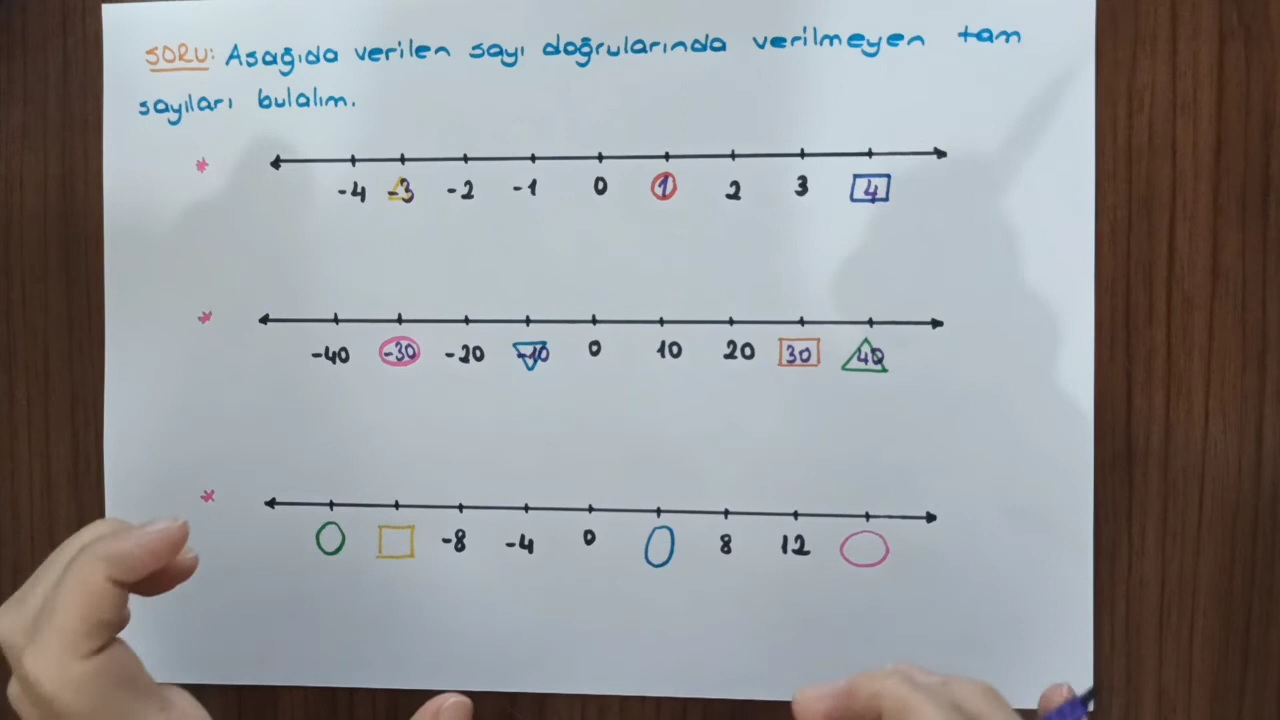 SORU: Asağıda verilen sayı doğrularında verilmeyen tam
sayıları bulalım.
* -4 -3 -2 -1 0 1 2 3 4
* -40 -30 -20 -10 0 10 20 30 40
* -8 -4 0 8 12